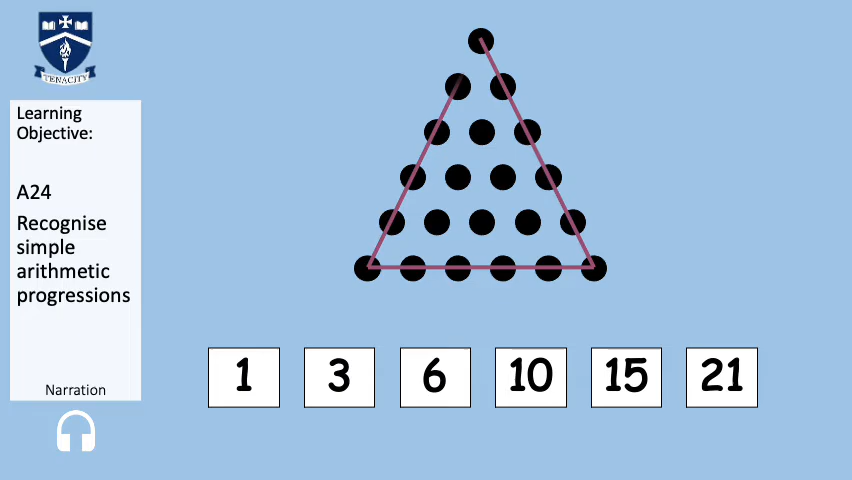 TENACITY
Learning
Objective:
A24
Recognise
simple
arithmetic
progressions
Narration
1 3 6 10 15 21